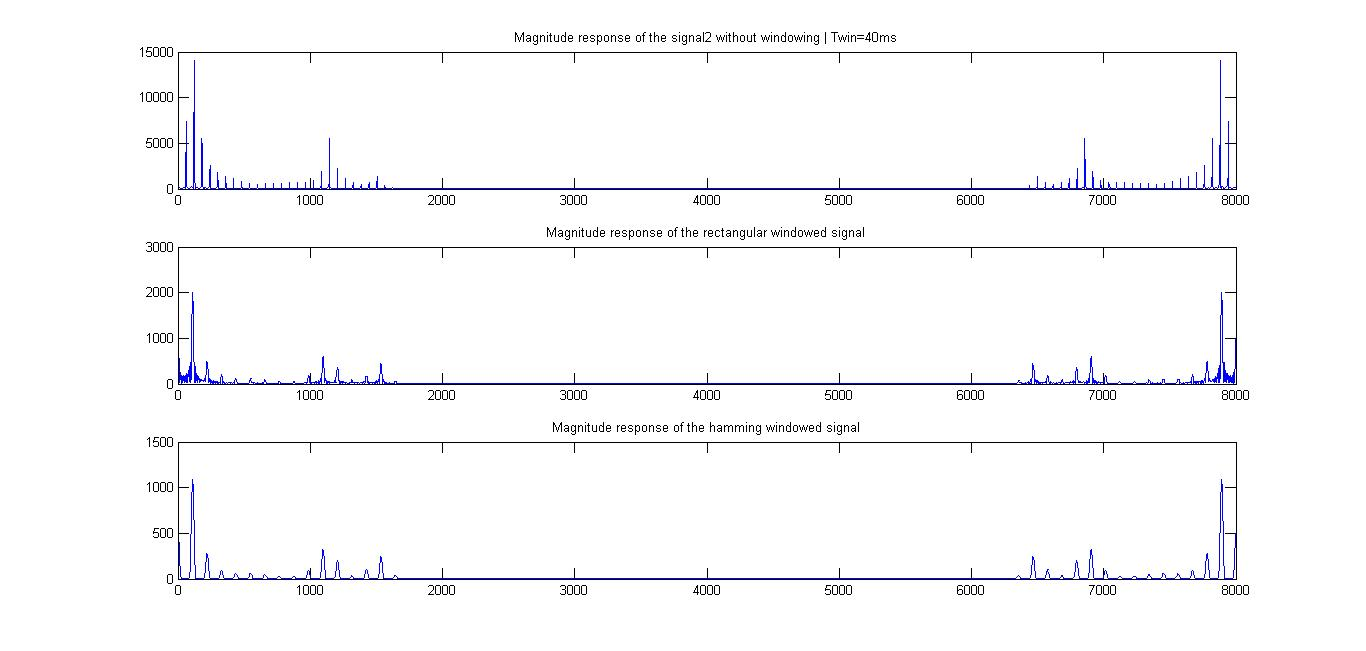 Magnitude response of the signal2 without windowing | Twin=40ms
15000
10000
5000
0
0 1000 2000 3000 4000 5000 6000 7000 8000
Magnitude response of the rectangular windowed signal
3000
2000
1000
0
0 1000 2000 3000 4000 5000 6000 7000 8000
Magnitude response of the hamming windowed signal
1500
1000
500
0
0 1000 2000 3000 4000 5000 6000 7000 8000